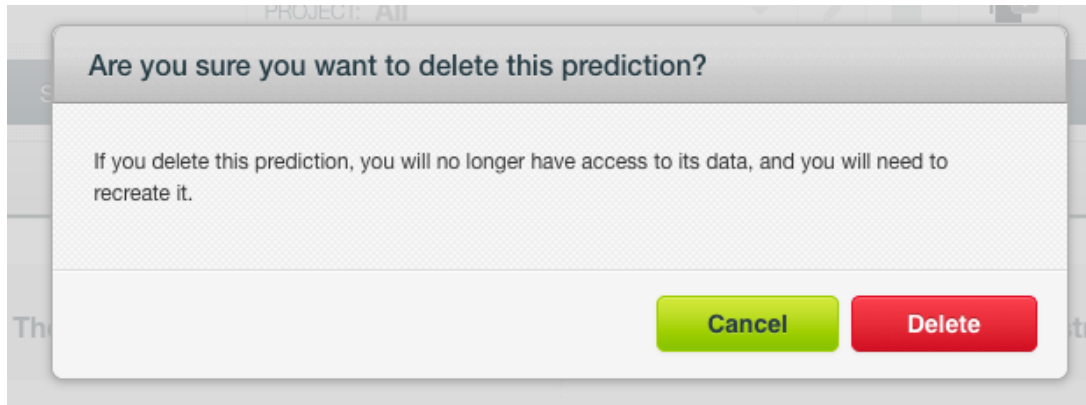 PROJECT: All
Are you sure you want to delete this prediction?
If you delete this prediction, you will no longer have access to its data, and you will need to
recreate it.
Cancel
Delete